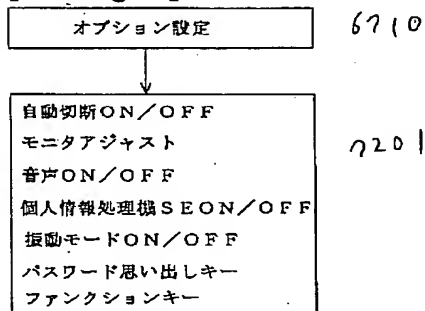 オプション設定
6710
自動切断ON/OFF
モニタアジャスト
7201
音声ON/OFF
個人情報処理機SEON/OFF
振動モードON/OFF
パスワード思い出しキー
ファンクションキー